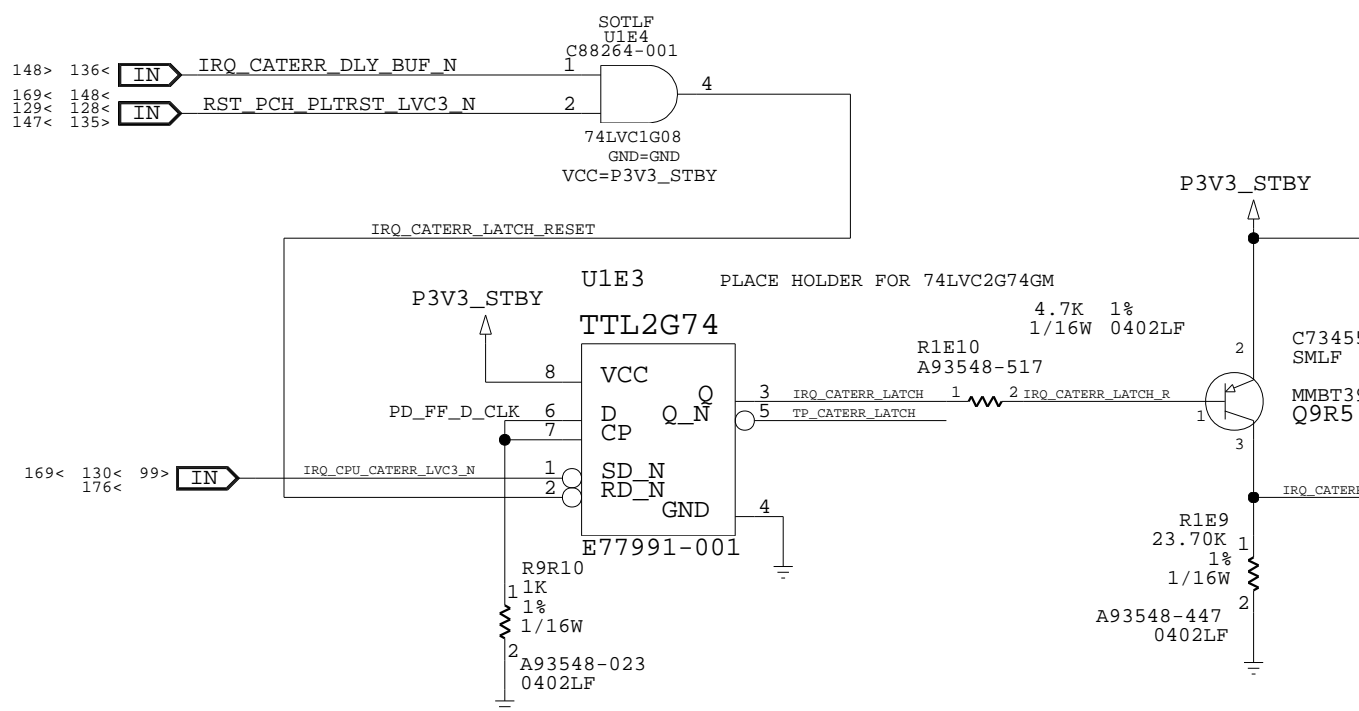 SOTLF
U1E4
C88264-001
148> 136<
IN
IRQ_CATERR_DLY_BUF_N
1
4
169< 148<
129< 128<
147< 135>
IN
RST_PCH_PLTRST_LVC3_N
2
74LVC1G08
GND=GND
VCC=P3V3_STBY
P3V3_STBY
IRQ_CATERR_LATCH_RESET
U1E3
PLACE HOLDER FOR 74LVC2G74GM
P3V3_STBY
TTL2G74
4.7K 1%
1/16W 0402LF
R1E10
A93548-517
2
C73455
SMLF
8
VCC
Q
3
IRQ_CATERR_LATCH
1
2
IRQ_CATERR_LATCH_R
1
MMBT39
Q9R5
PD_FF_D_CLK
6
D
Q_N
5
TP_CATERR_LATCH
7
CP
3
169< 130< 99>
176<
IN
IRQ_CPU_CATERR_LVC3_N
1
SD_N
2
RD_N
GND
4
IRQ_CATERR
E77991-001
R1E9
23.70K
1%
1/16W
1
2
A93548-447
0402LF
R9R10
1
1K
1%
1/16W
2
A93548-023
0402LF